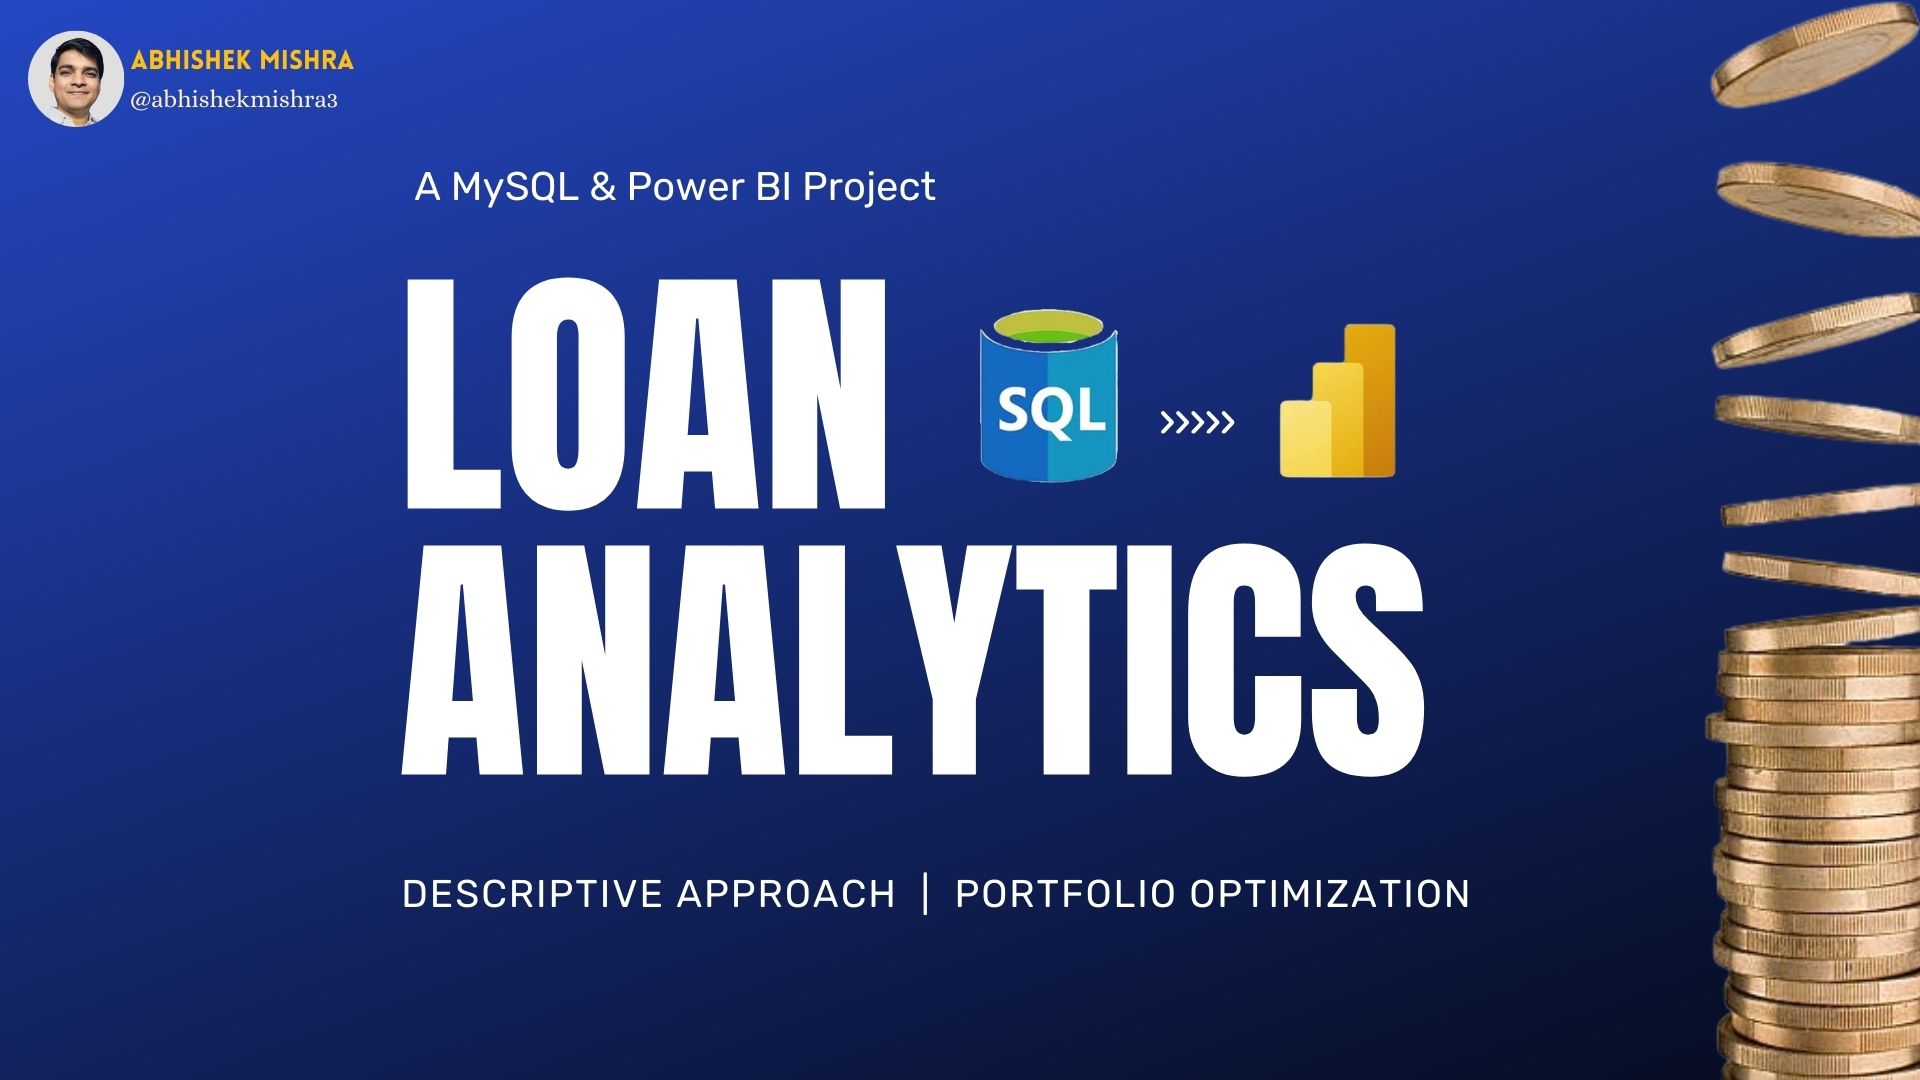 ABHISHEK MISHRA
@abhishekmishra3
A MySQL & Power BI Project
LOAN
SQL
>>>>>
ANALYTICS
DESCRIPTIVE APPROACH | PORTFOLIO OPTIMIZATION